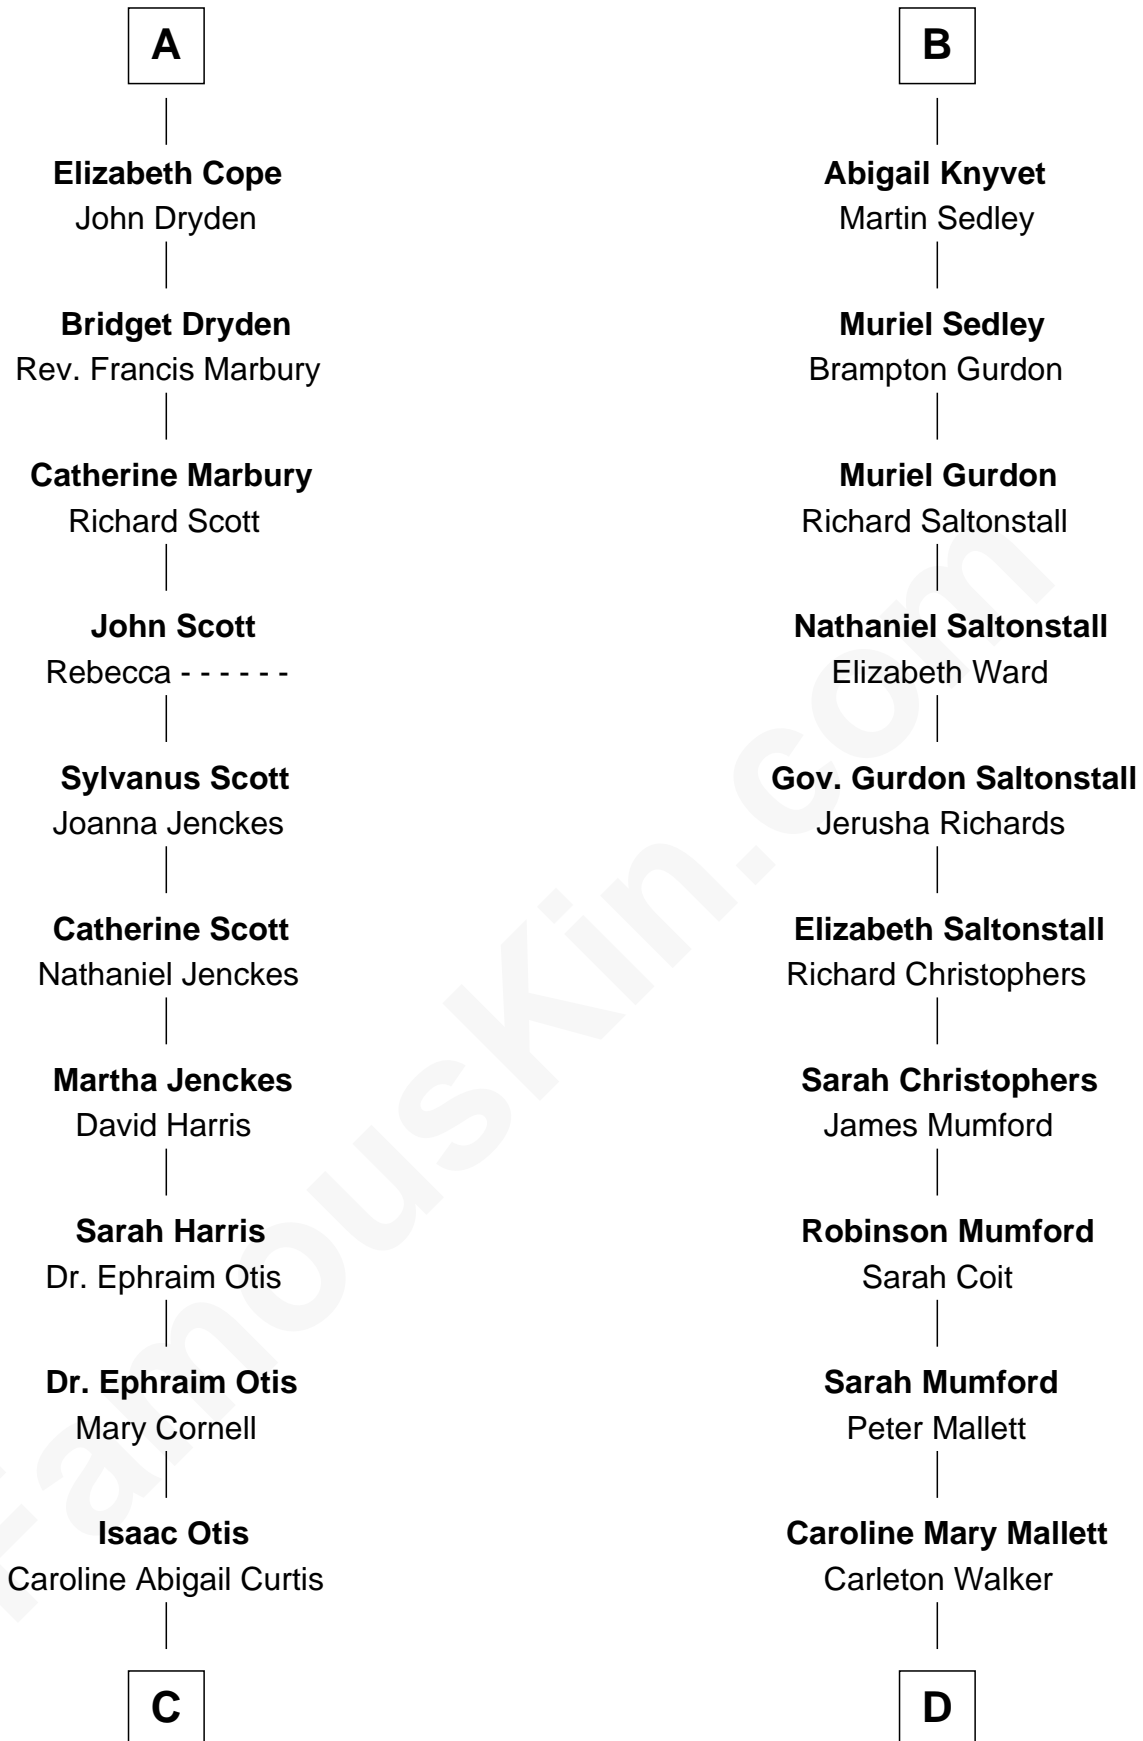 A
Elizabeth Cope
John Dryden
Bridget Dryden
Rev. Francis Marbury
Catherine Marbury
Richard Scott
John Scott
Rebecca - - - - - -
Sylvanus Scott
Joanna Jenckes
Catherine Scott
Nathaniel Jenckes
Martha Jenckes
David Harris
Sarah Harris
Dr. Ephraim Otis
Dr. Ephraim Otis
Mary Cornell
Isaac Otis
Caroline Abigail Curtis
C
B
Abigail Knyvet
Martin Sedley
Muriel Sedley
Brampton Gurdon
Muriel Gurdon
Richard Saltonstall
Nathaniel Saltonstall
Elizabeth Ward
Gov. Gurdon Saltonstall
Jerusha Richards
Elizabeth Saltonstall
Richard Christophers
Sarah Christophers
James Mumford
Robinson Mumford
Sarah Coit
Sarah Mumford
Peter Mallett
Caroline Mary Mallett
Carleton Walker
D
FamousKin.com